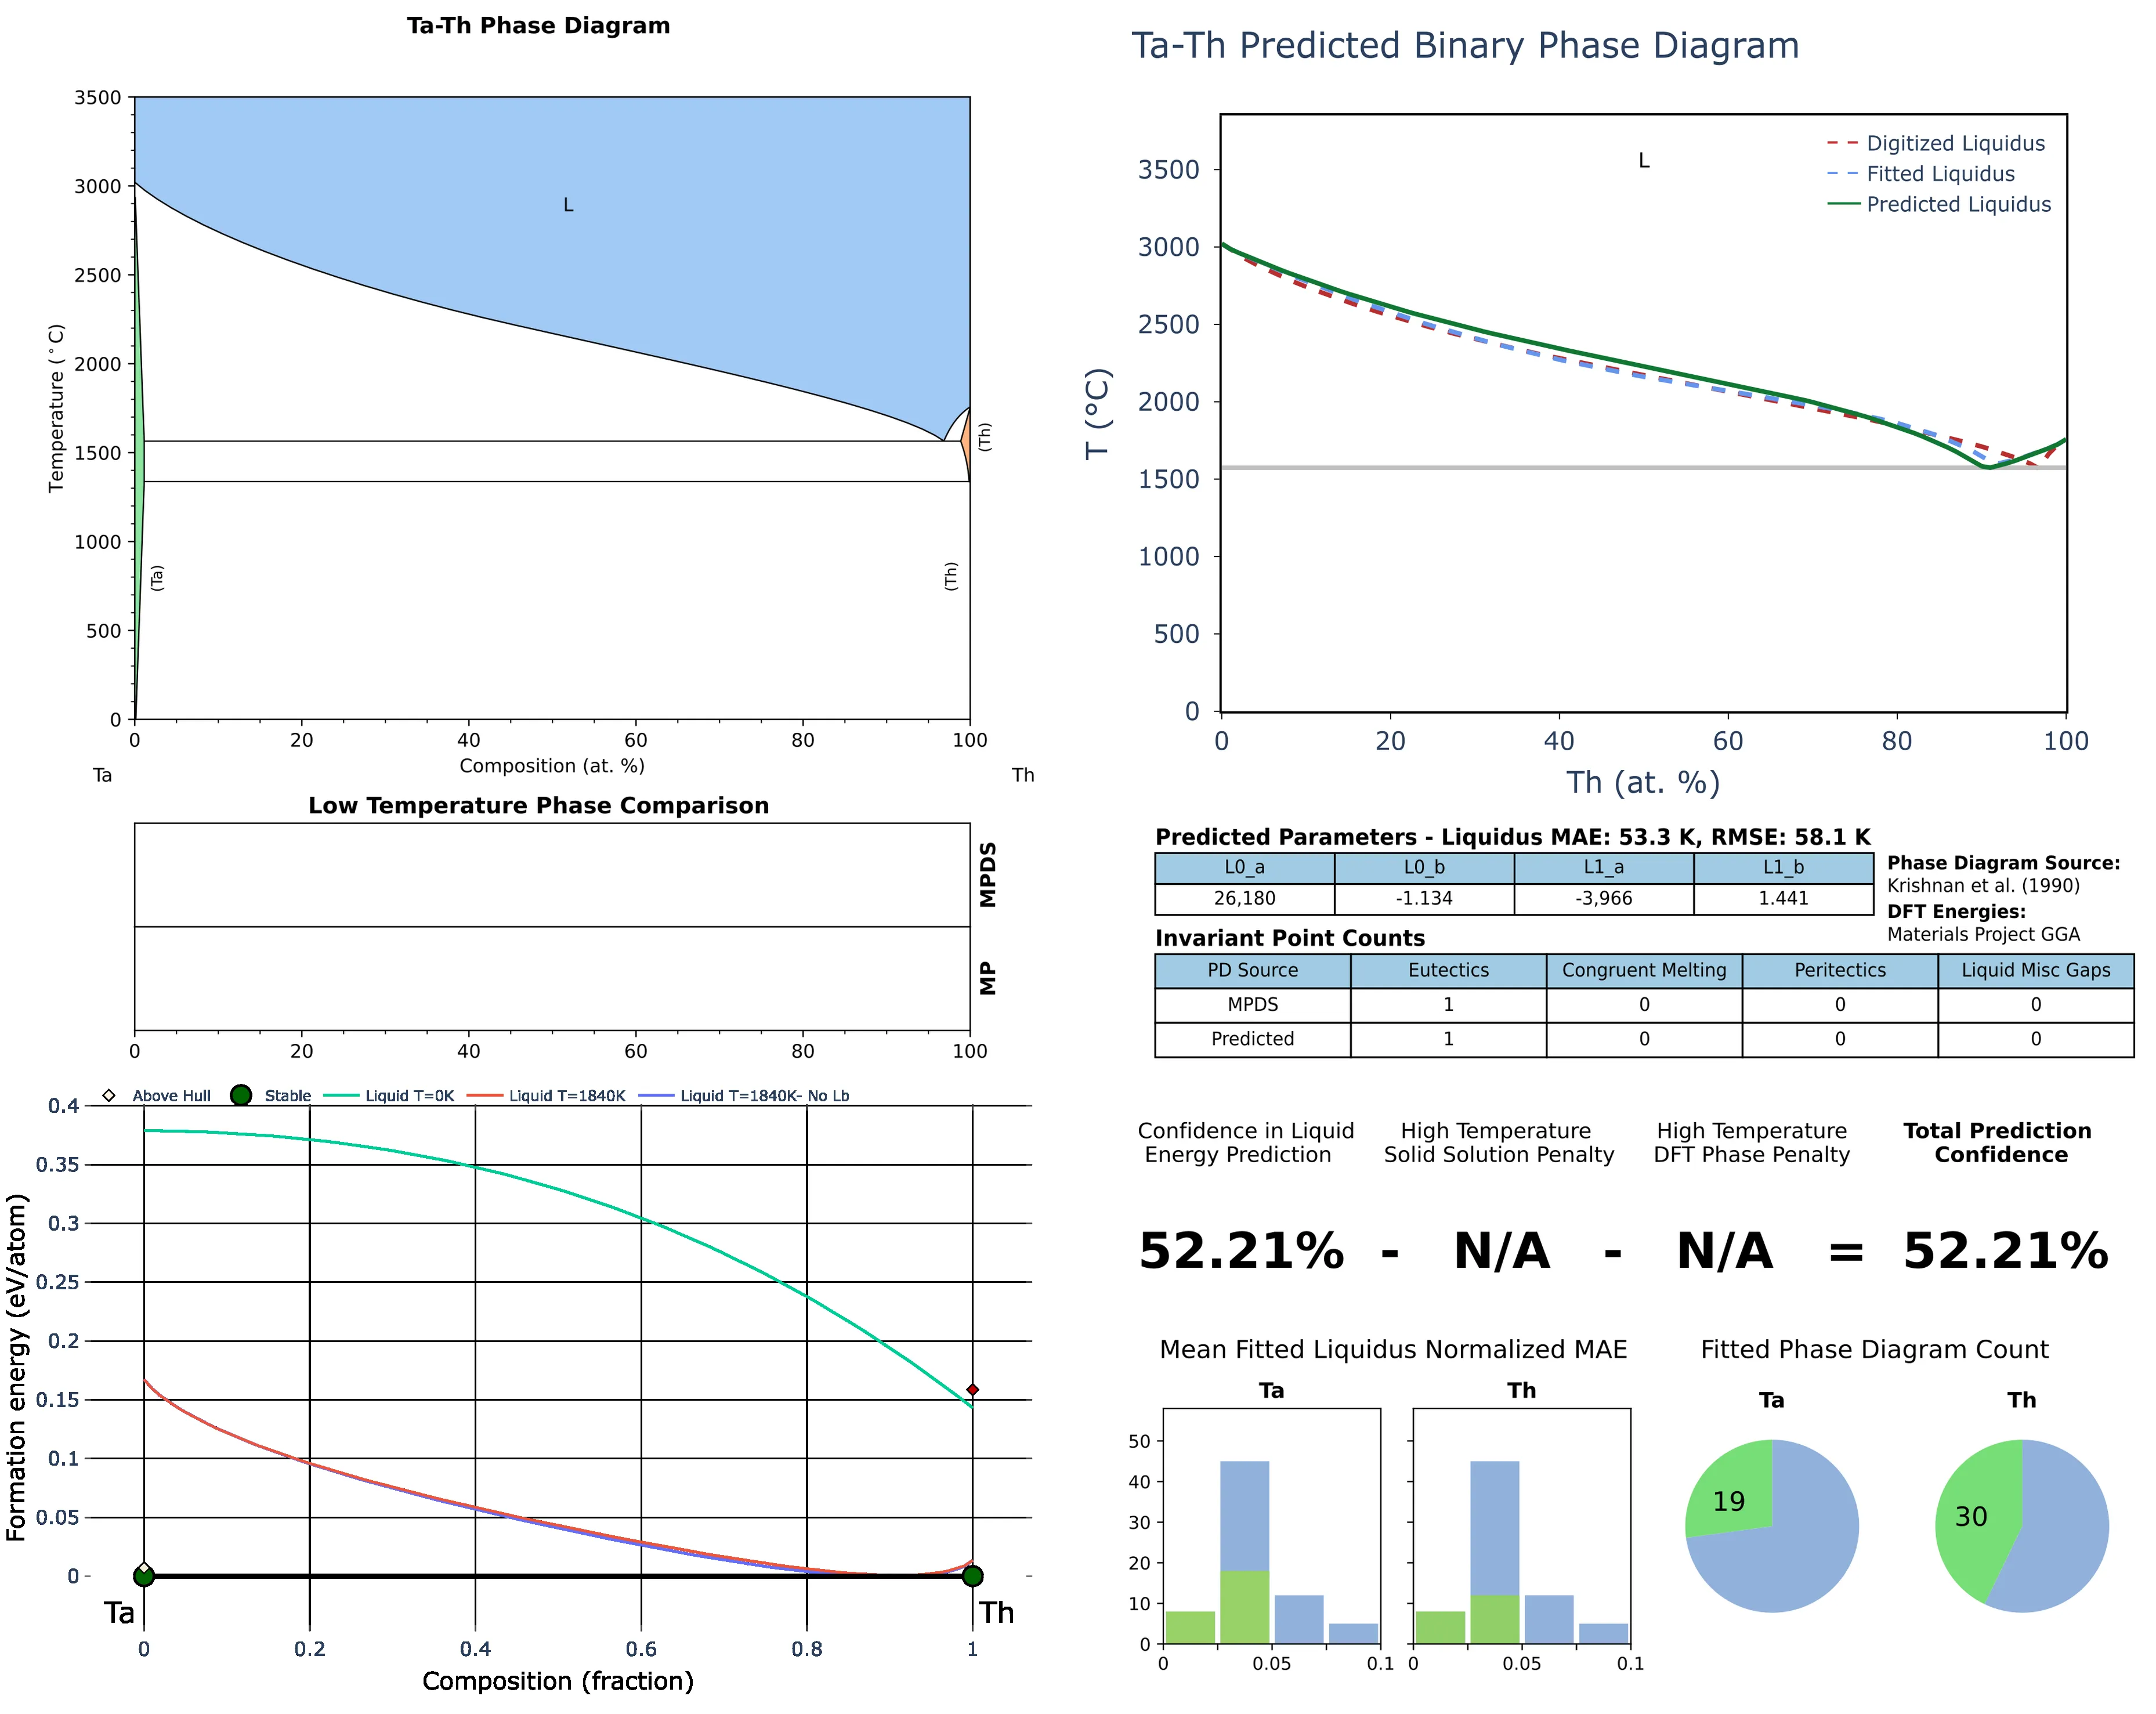 Ta-Th Phase Diagram
3500
3000
2500
2000
1500
1000
500
0
Temperature (°C)
L
(Ta)
(Th)
(Th)
0 20 40 60 80 100
Composition (at. %)
Ta Th
Low Temperature Phase Comparison
MPDS
MP
0 20 40 60 80 100
Above Hull Stable Liquid T=0K Liquid T=1840K Liquid T=1840K- No Lb
0.4
0.35
0.3
0.25
0.2
0.15
0.1
0.05
0
Formation energy (eV/atom)
Ta Th
0 0.2 0.4 0.6 0.8 1
Composition (fraction)
Ta-Th Predicted Binary Phase Diagram
L
Digitized Liquidus
Fitted Liquidus
Predicted Liquidus
3500
3000
2500
2000
1500
1000
500
0
T (°C)
0 20 40 60 80 100
Th (at. %)
Predicted Parameters - Liquidus MAE: 53.3 K, RMSE: 58.1 K
L0_a L0_b L1_a L1_b
26,180 -1.134 -3,966 1.441
Phase Diagram Source:
Krishnan et al. (1990)
DFT Energies:
Materials Project GGA
Invariant Point Counts
PD Source Eutectics Congruent Melting Peritectics Liquid Misc Gaps
MPDS 1 0 0 0
Predicted 1 0 0 0
Confidence in Liquid
Energy Prediction
High Temperature
Solid Solution Penalty
High Temperature
DFT Phase Penalty
Total Prediction
Confidence
52.21% - N/A - N/A = 52.21%
Mean Fitted Liquidus Normalized MAE
Ta Th
50
40
30
20
10
0
0 0.05 0.1
0 0.05 0.1
Fitted Phase Diagram Count
Ta Th
19 30